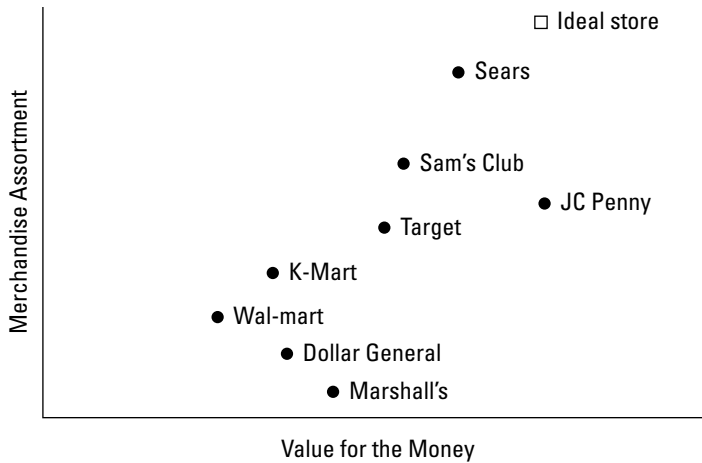 Ideal store
Sears
Sam's Club
JC Penny
Target
K-Mart
Wal-mart
Dollar General
Marshall's
Merchandise Assortment
Value for the Money